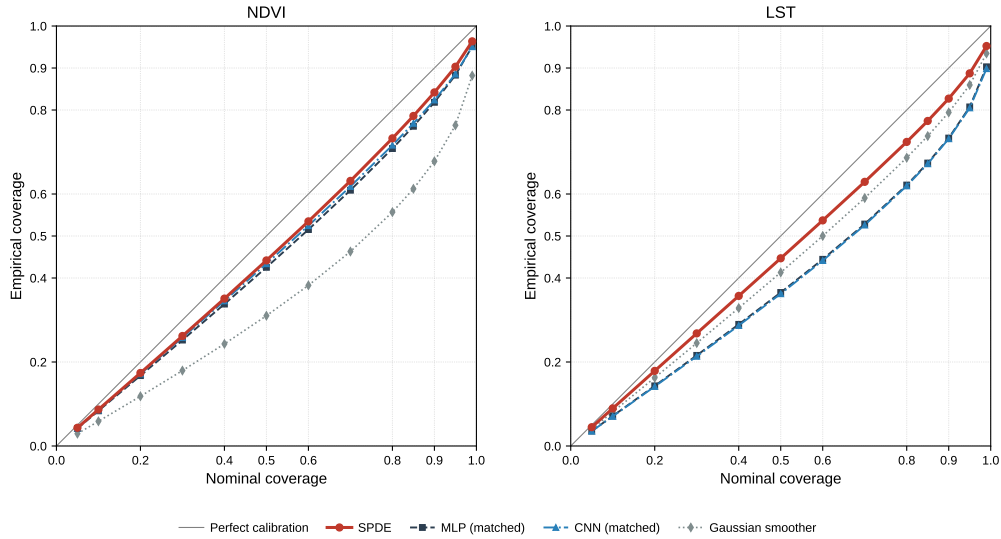 NDVI
LST
Empirical coverage
1.0
0.9
0.8
0.6
0.5
0.4
0.2
0.0
0.0 0.2 0.4 0.5 0.6 0.8 0.9 1.0
Nominal coverage
Empirical coverage
1.0
0.9
0.8
0.6
0.5
0.4
0.2
0.0
0.0 0.2 0.4 0.5 0.6 0.8 0.9 1.0
Nominal coverage
Perfect calibration SPDE MLP (matched) CNN (matched) Gaussian smoother